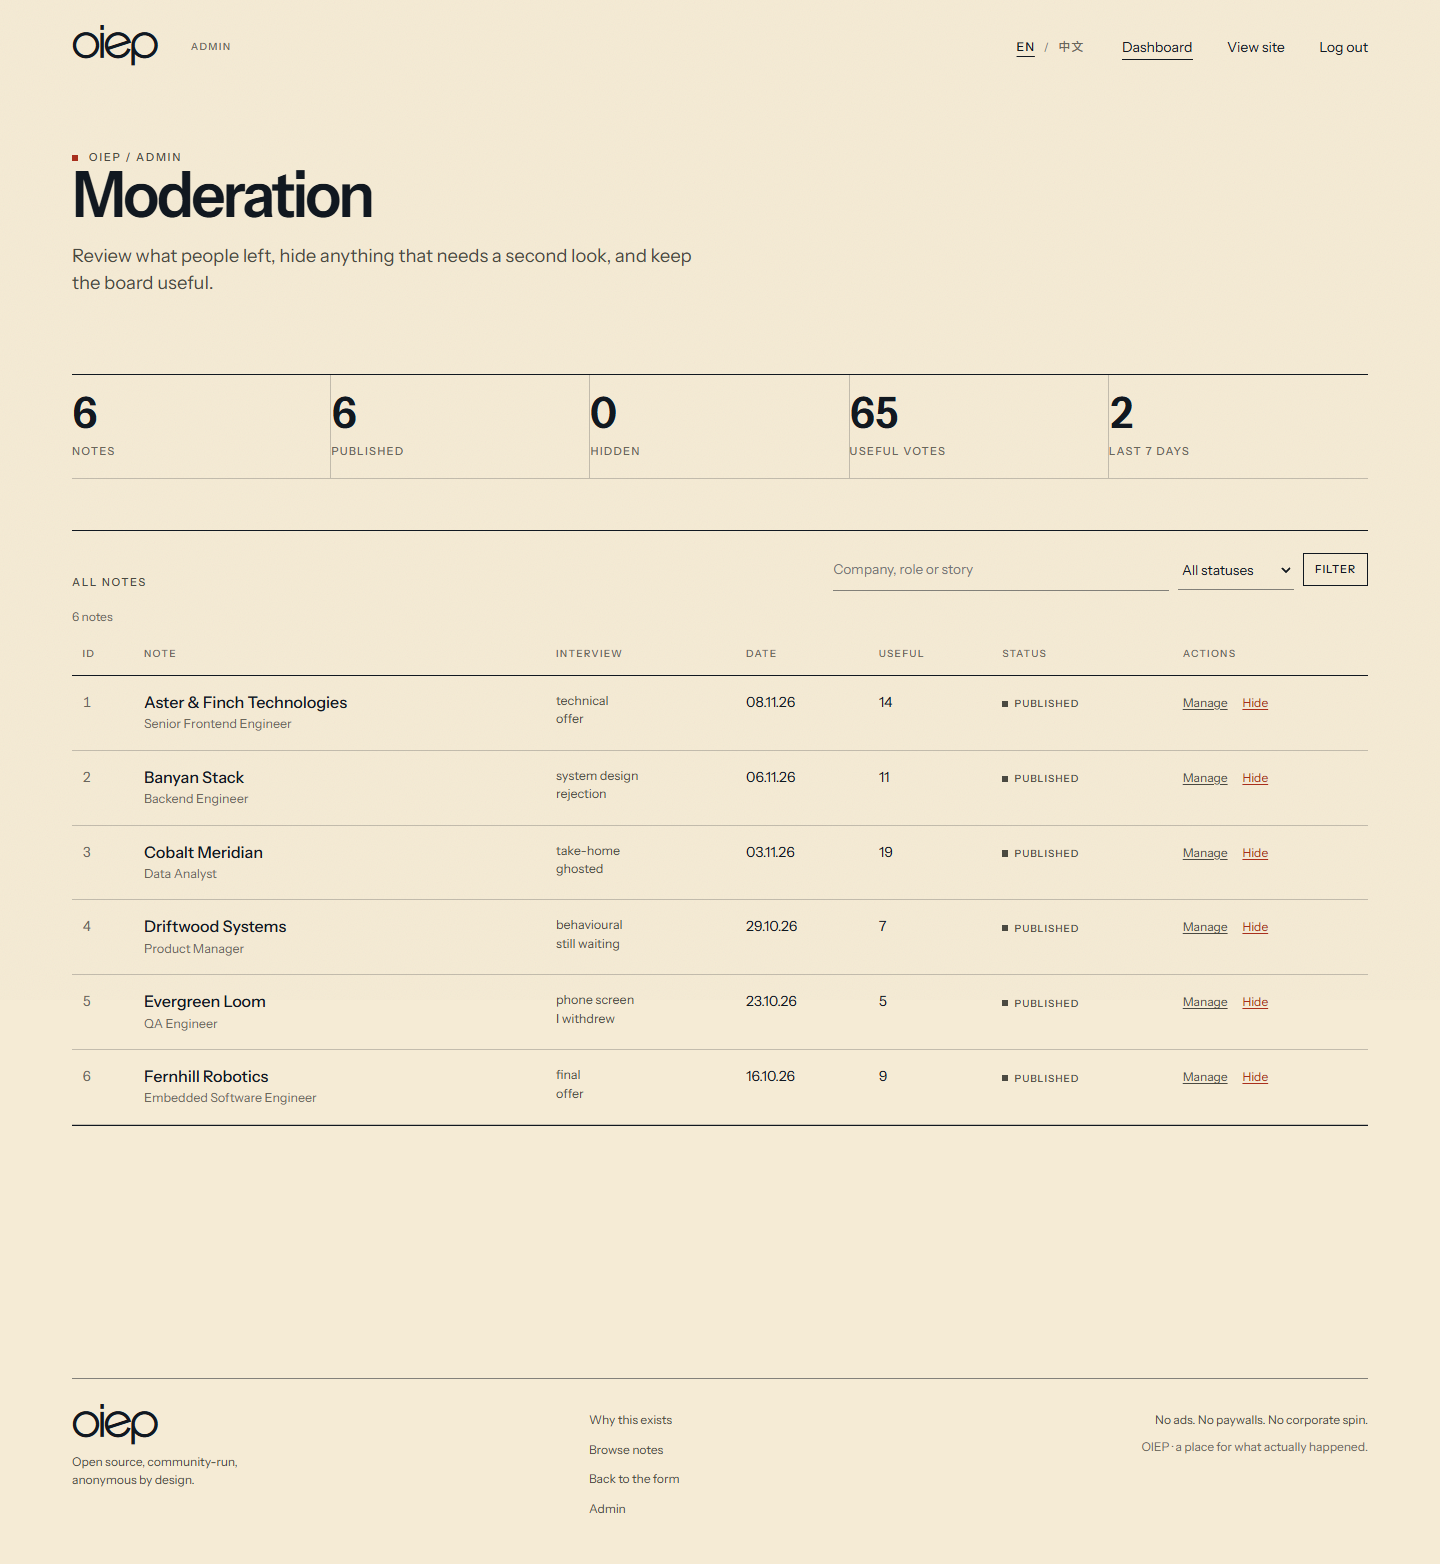 oiep ADMIN EN / 中文 Dashboard View site Log out
OIEP / ADMIN
Moderation
Review what people left, hide anything that needs a second look, and keep
the board useful.
6 6 0 65 2
NOTES PUBLISHED HIDDEN USEFUL VOTES LAST 7 DAYS
Company, role or story All statuses FILTER
ALL NOTES
6 notes
ID NOTE INTERVIEW DATE USEFUL STATUS ACTIONS
1 Aster & Finch Technologies technical 08.11.26 14 PUBLISHED Manage Hide
Senior Frontend Engineer offer
2 Banyan Stack system design 06.11.26 11 PUBLISHED Manage Hide
Backend Engineer rejection
3 Cobalt Meridian take-home 03.11.26 19 PUBLISHED Manage Hide
Data Analyst ghosted
4 Driftwood Systems behavioural 29.10.26 7 PUBLISHED Manage Hide
Product Manager still waiting
5 Evergreen Loom phone screen 23.10.26 5 PUBLISHED Manage Hide
QA Engineer I withdrew
6 Fernhill Robotics final 16.10.26 9 PUBLISHED Manage Hide
Embedded Software Engineer offer
oiep
Open source, community-run,
anonymous by design.
Why this exists
Browse notes
Back to the form
Admin
No ads. No paywalls. No corporate spin.
OIEP · a place for what actually happened.